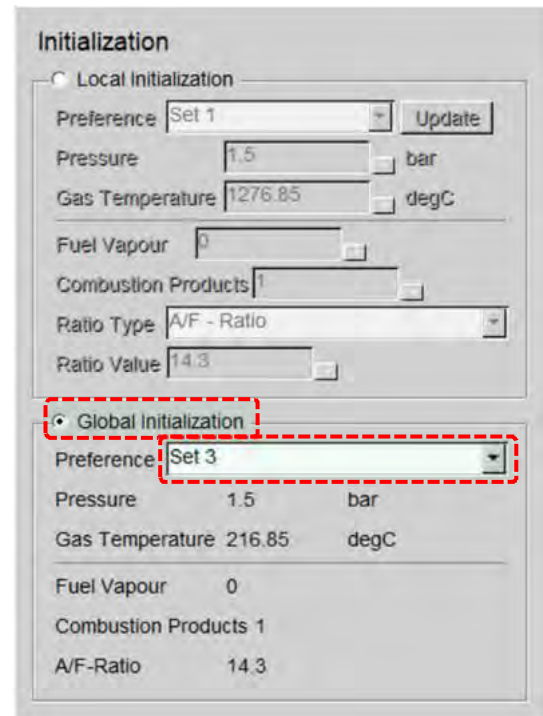 Initialization
Local Initialization
Preference Set 1 Update
Pressure 1.5 bar
Gas Temperature 1276.85 degC
Fuel Vapour 0
Combustion Products 1
Ratio Type A/F - Ratio
Ratio Value 14.3
Global Initialization
Preference Set 3
Pressure 1.5 bar
Gas Temperature 216.85 degC
Fuel Vapour 0
Combustion Products 1
A/F-Ratio 14.3